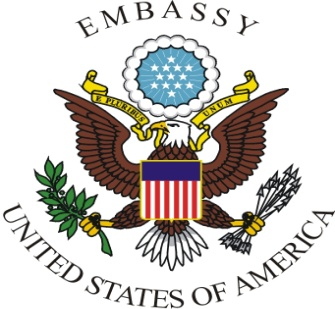 EMBASSY
E PLURIBUS UNUM
UNITED STATES OF AMERICA